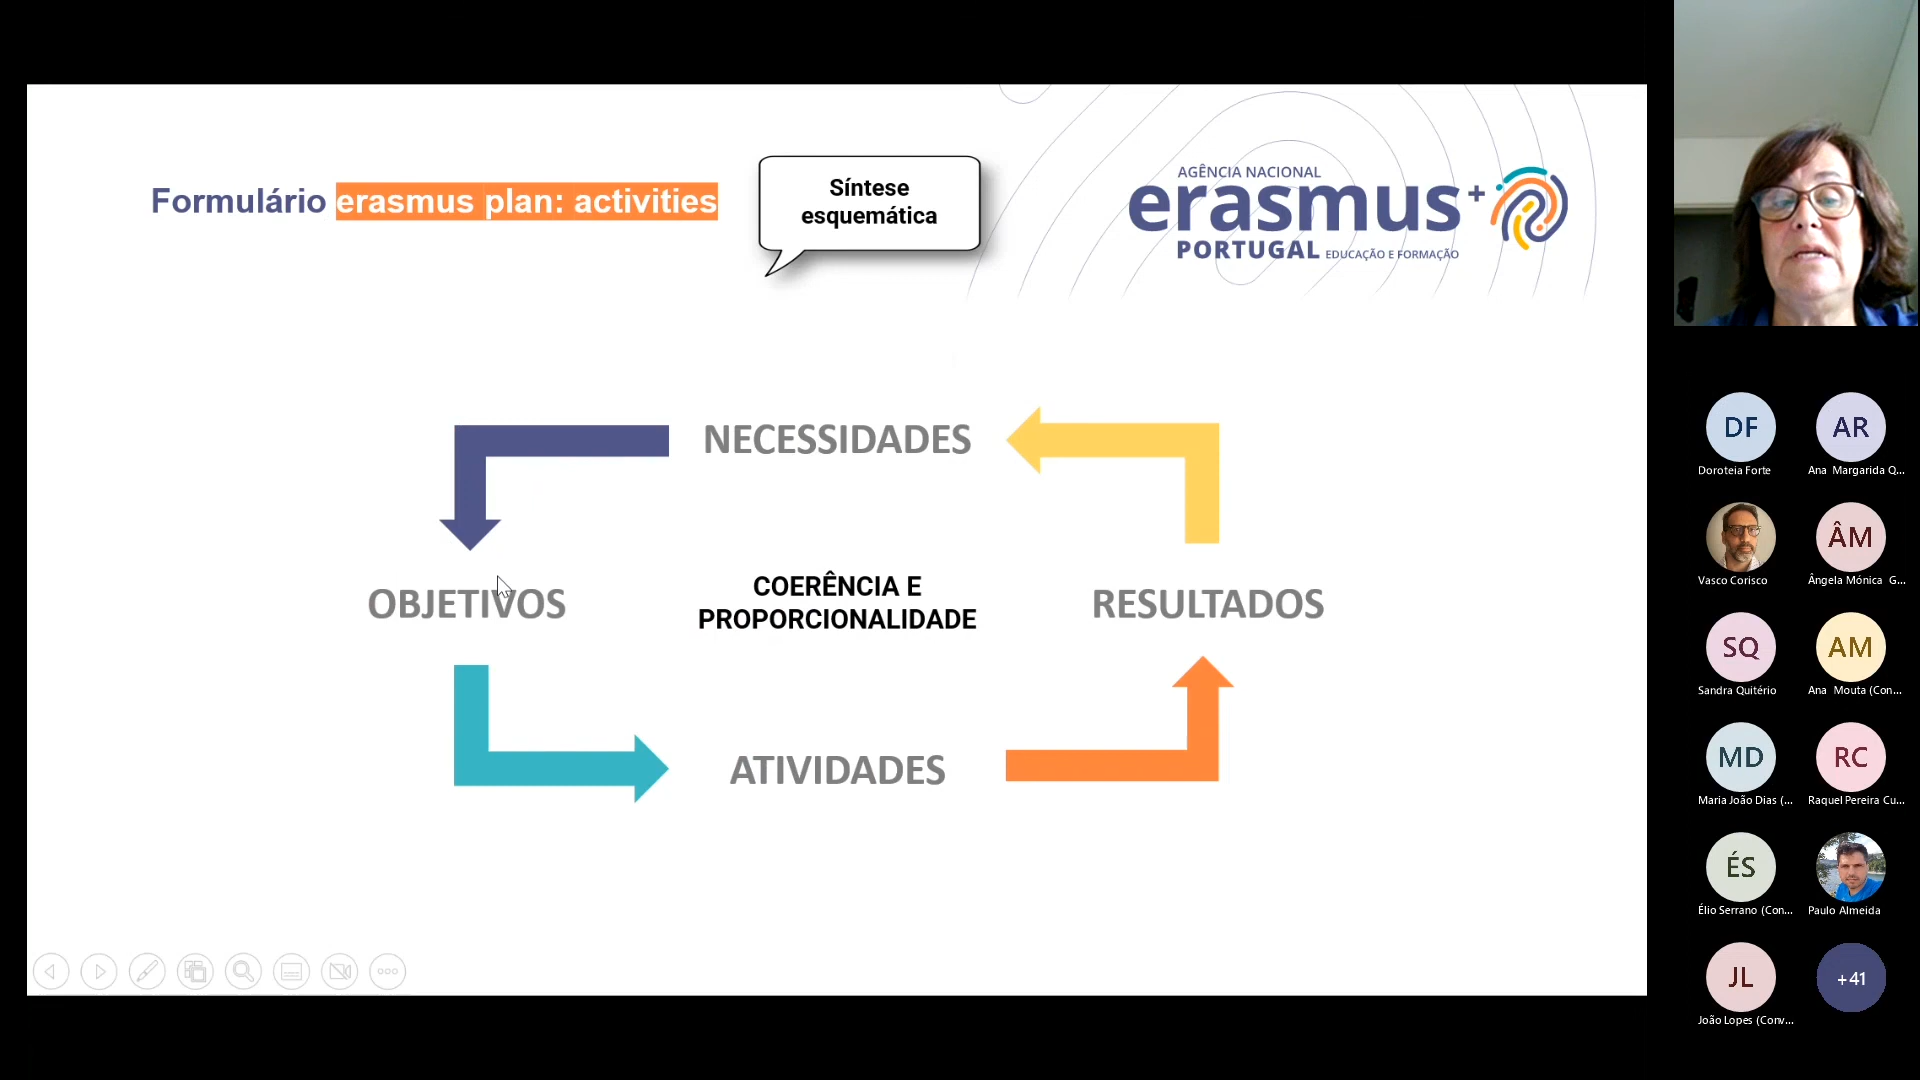 Formulário erasmus plan: activities
Síntese
esquemática
AGÊNCIA NACIONAL
erasmus+
PORTUGAL EDUCAÇÃO E FORMAÇÃO
NECESSIDADES
OBJETIVOS
COERÊNCIA E
PROPORCIONALIDADE
RESULTADOS
ATIVIDADES
DF
Doroteia Forte
AR
Ana Margarida Q...
Vasco Corisco
ÂM
Ângela Mónica G...
SQ
Sandra Quitério
AM
Ana Mouta (Con...
MD
Maria João Dias (...
RC
Raquel Pereira Cu...
ÉS
Élio Serrano (Con...
Paulo Almeida
JL
João Lopes (Conv...
+41